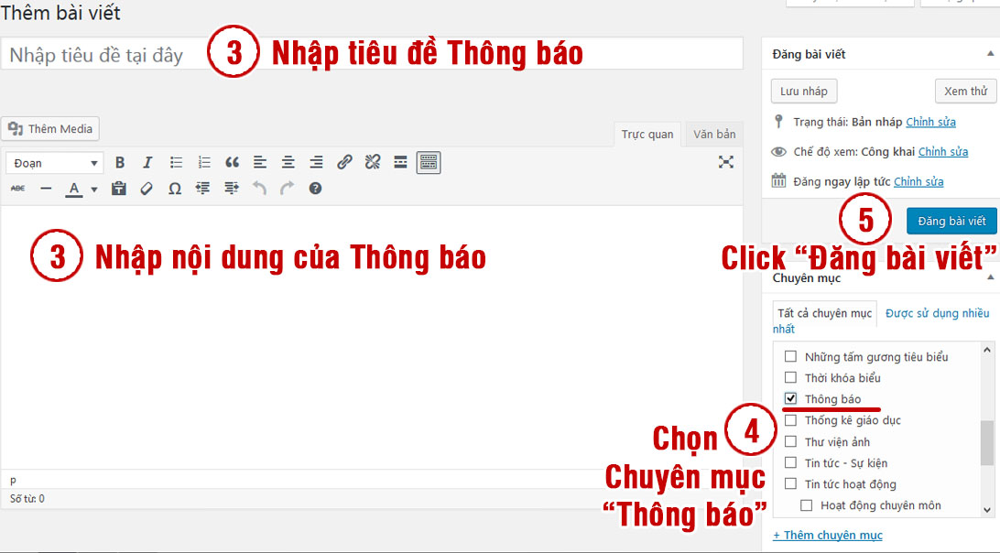 Thêm bài viết
Nhập tiêu đề tại đây
3 Nhập tiêu đề Thông báo
Thêm Media
Trực quan Văn bản
Đoạn
B I
ABC A Ω
3 Nhập nội dung của Thông báo
p
Số từ: 0
Đăng bài viết
Lưu nháp Xem thử
Trạng thái: Bản nháp Chỉnh sửa
Chế độ xem: Công khai Chỉnh sửa
Đăng ngay lập tức Chỉnh sửa
5 Đăng bài viết
Click “Đăng bài viết”
Chuyên mục
Tất cả chuyên mục Được sử dụng nhiều
nhất
Những tấm gương tiêu biểu
Thời khóa biểu
Thông báo
Thống kê giáo dục
Thư viện ảnh
Tin tức - Sự kiện
Tin tức hoạt động
Hoạt động chuyên môn
+ Thêm chuyên mục
Chọn 4
Chuyên mục
“Thông báo”